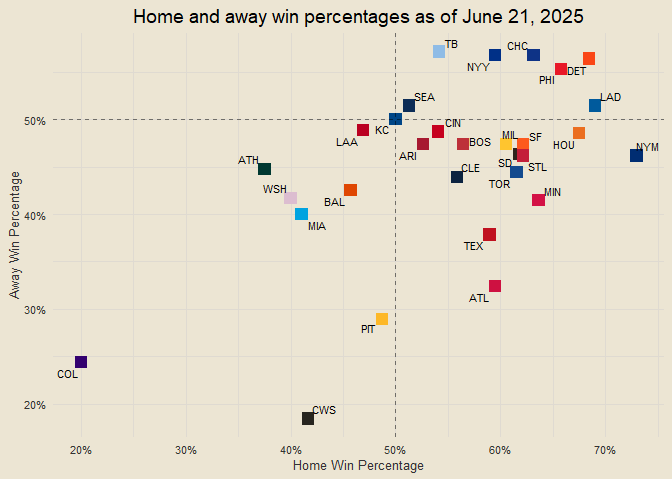 Home and away win percentages as of June 21, 2025
TB
CHC
NYY
PHI
DET
LAD
SEA
50%
KC
CIN
LAA
ARI
BOS
MIL
SF
HOU
NYM
ATH
CLE
SD
STL
TOR
WSH
BAL
MIN
40%
MIA
TEX
ATL
30%
PIT
COL
20%
CWS
Away Win Percentage
20%
30%
40%
50%
60%
70%
Home Win Percentage